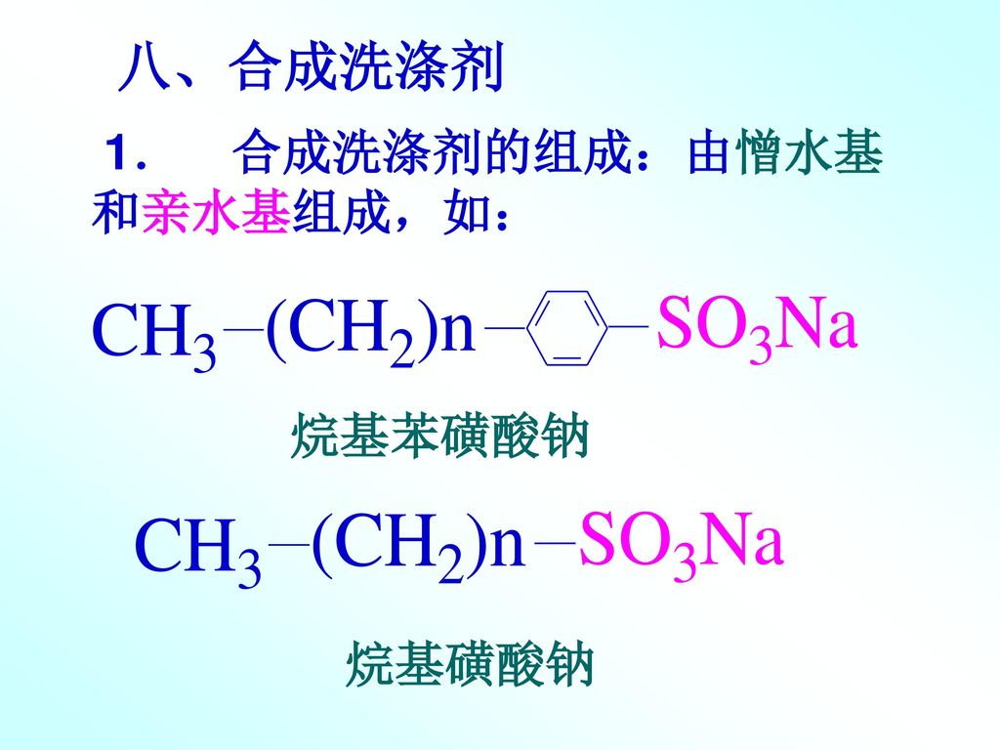 八、合成洗涤剂
1． 合成洗涤剂的组成：由憎水基
和亲水基组成，如：
CH₃－(CH₂)n－ －SO₃Na
烷基苯磺酸钠
CH₃－(CH₂)n－SO₃Na
烷基磺酸钠